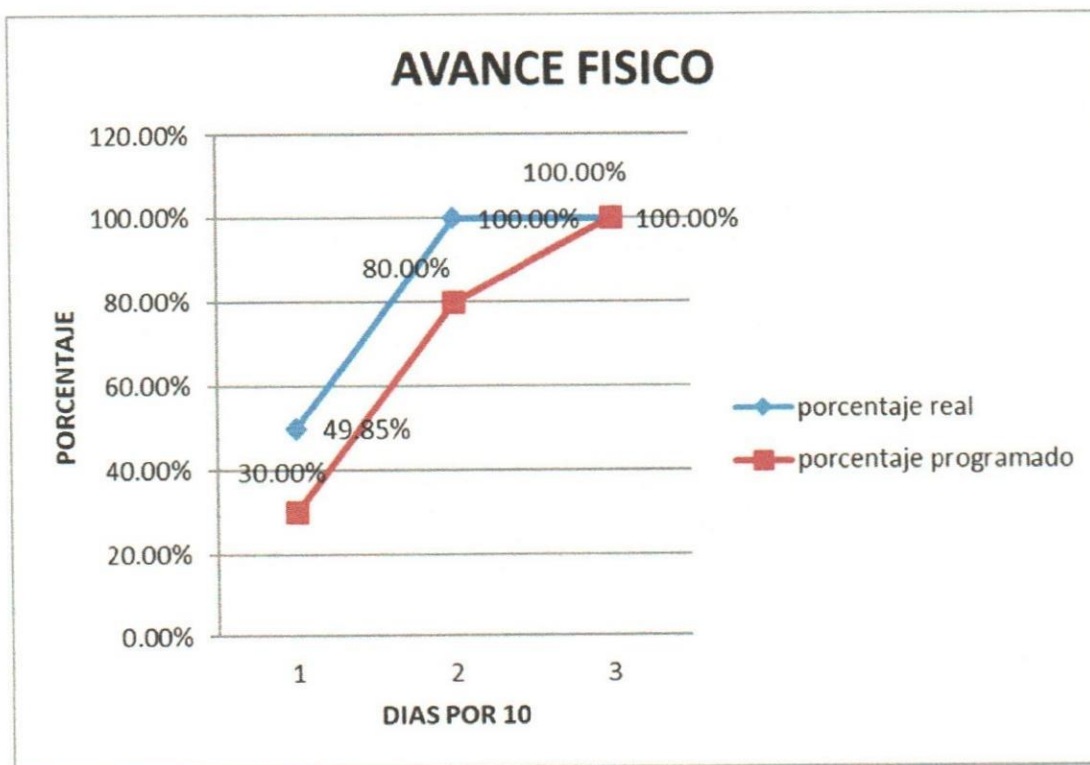 AVANCE FISICO
120.00%
100.00%
100.00%
100.00%
100.00%
80.00%
80.00%
PORCENTAJE
60.00%
49.85%
porcentaje real
40.00%
30.00%
porcentaje programado
20.00%
0.00%
1 2 3
DIAS POR 10